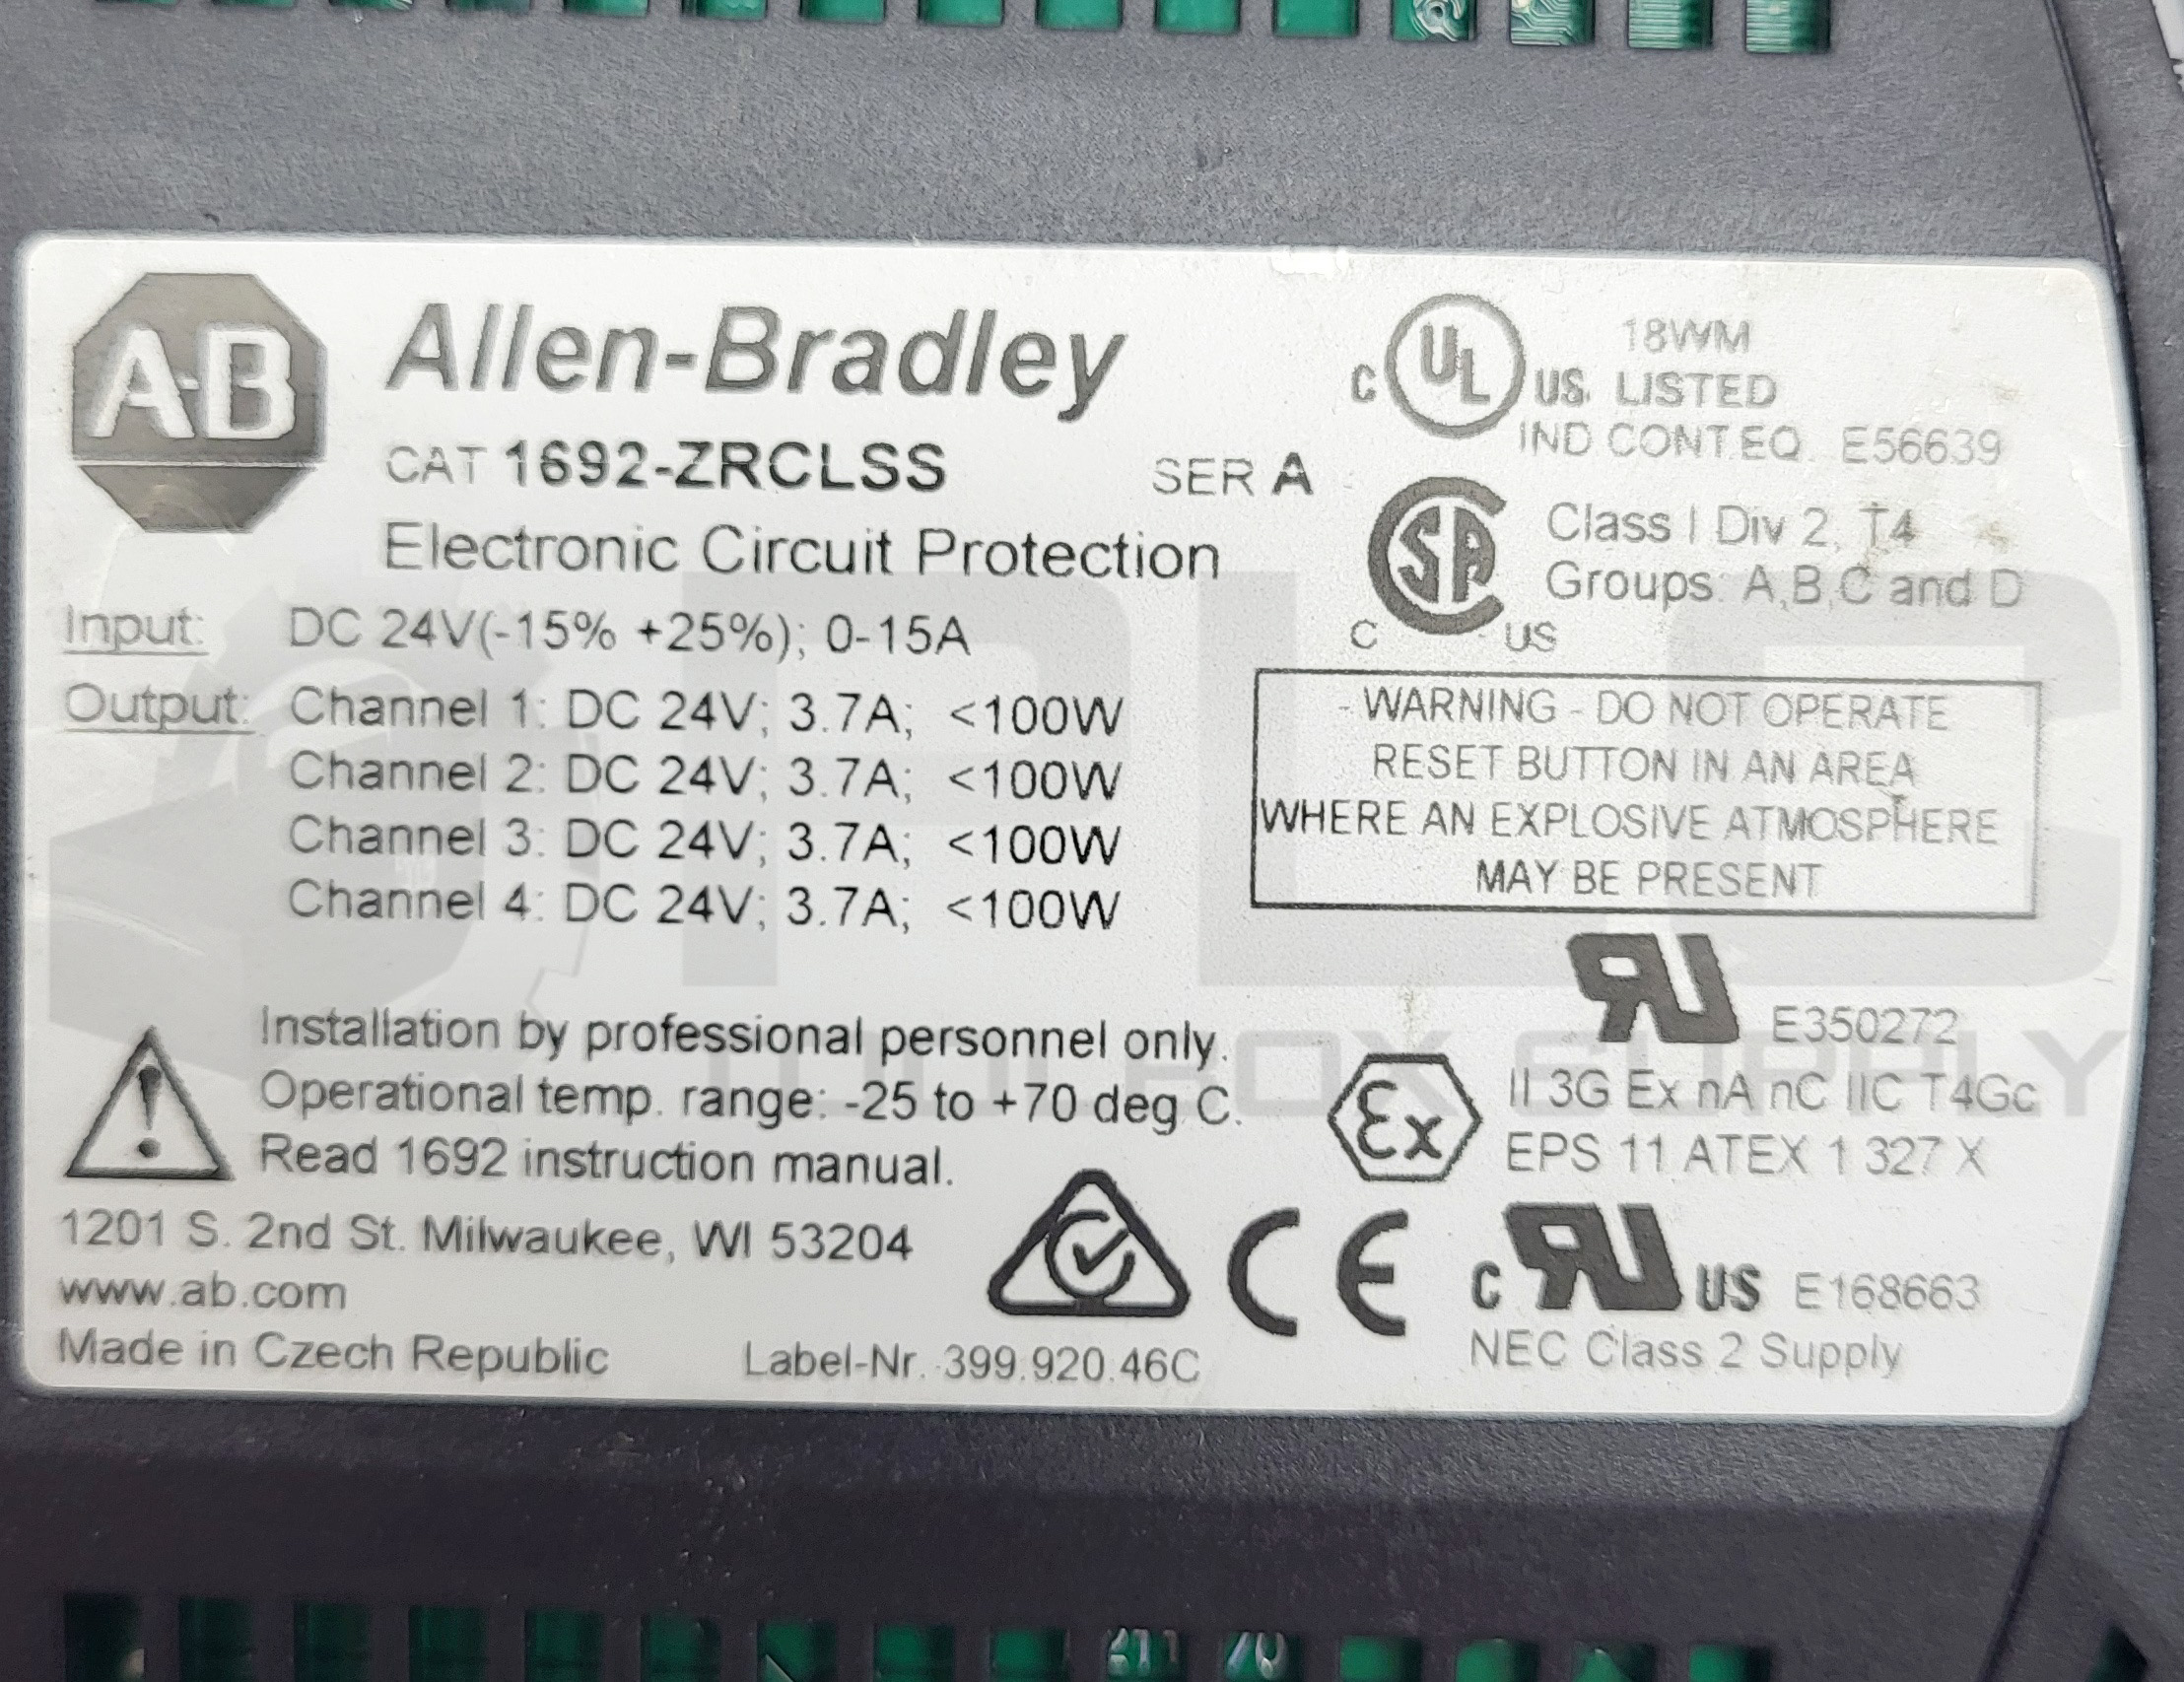 AB
Allen-Bradley
CAT 1692-ZRCLSS SER A
Electronic Circuit Protection
Input: DC 24V(-15% +25%); 0-15A
Output: Channel 1: DC 24V; 3.7A; <100W
Channel 2: DC 24V; 3.7A; <100W
Channel 3: DC 24V; 3.7A; <100W
Channel 4: DC 24V; 3.7A; <100W
Installation by professional personnel only.
Operational temp. range: -25 to +70 deg C.
Read 1692 instruction manual.
1201 S. 2nd St. Milwaukee, WI 53204
www.ab.com
Made in Czech Republic
Label-Nr. 399.920.46C
C UL US 18WM
LISTED
IND CONT.EQ. E56639
C SA US
Class I Div 2, T4
Groups: A,B,C and D
- WARNING - DO NOT OPERATE
RESET BUTTON IN AN AREA
WHERE AN EXPLOSIVE ATMOSPHERE
MAY BE PRESENT
E350272
Ex II 3G Ex nA nC IIC T4Gc
EPS 11 ATEX 1 327 X
CE
C RU US E168663
NEC Class 2 Supply
PLC
TOOLBOX SUPPLY